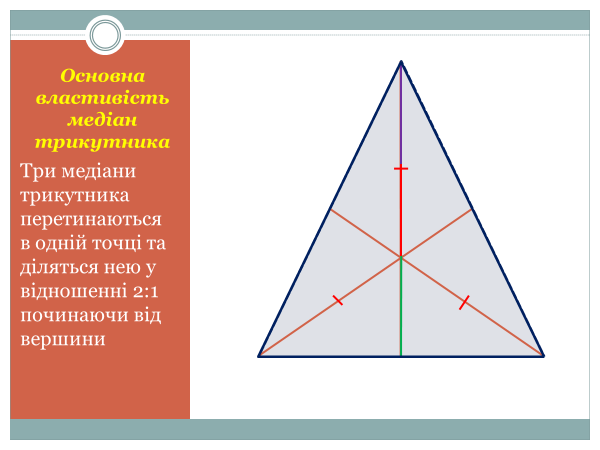 Основна
властивість
медіан
трикутника
Три медіани
трикутника
перетинаються
в одній точці та
діляться нею у
відношенні 2:1
починаючи від
вершини